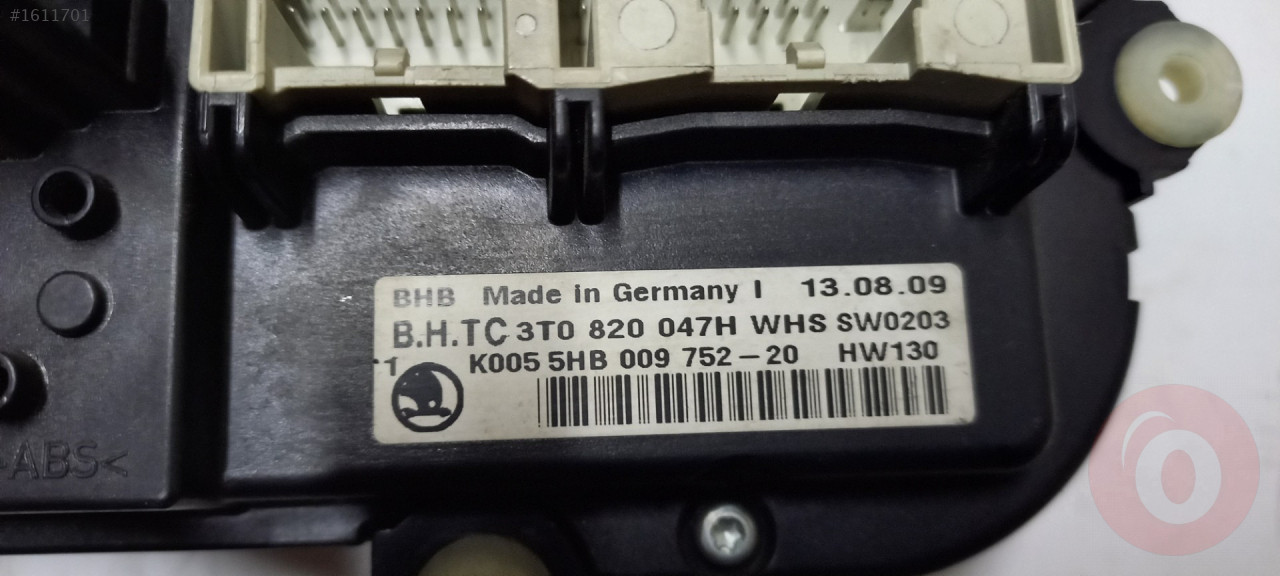 #1611701
BHB Made in Germany I 13.08.09
B.H.TC 3T0 820 047H WHS SW0203
1 K005 5HB 009 752-20 HW130
>ABS<